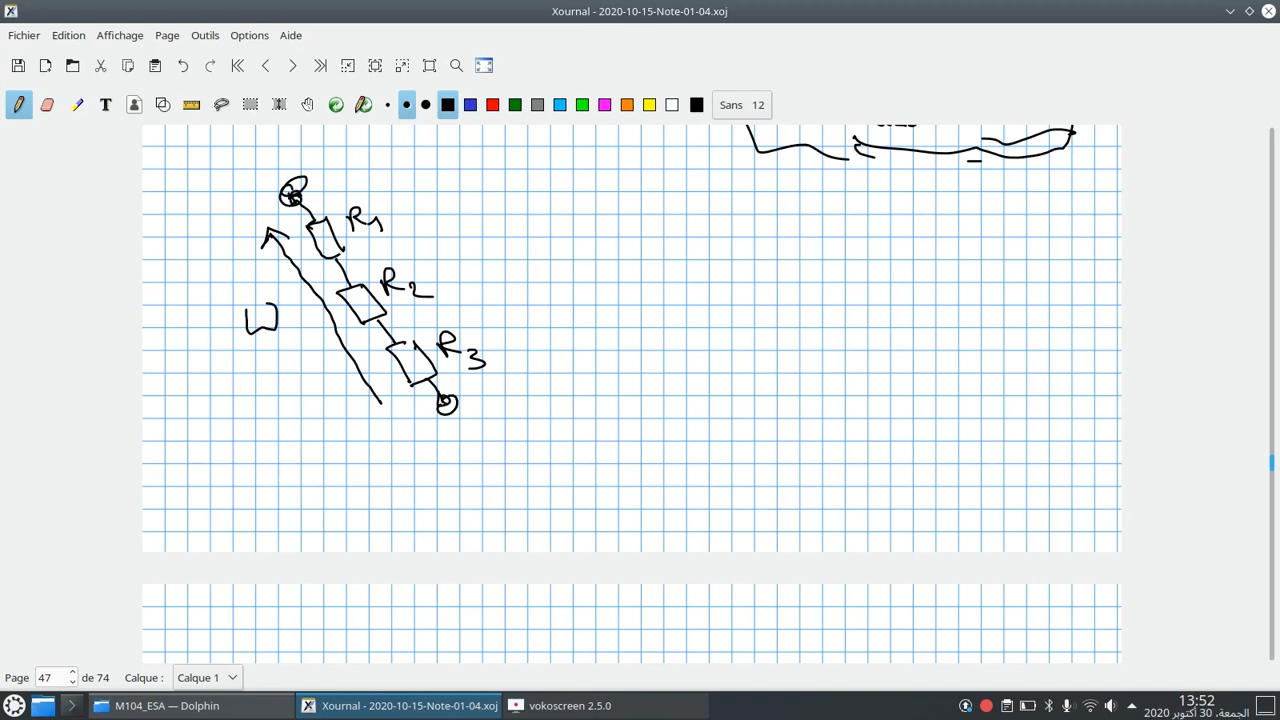 Xournal - 2020-10-15-Note-01-04.xoj
Fichier Edition Affichage Page Outils Options Aide
T Sans 12
R1
R2
R3
Page 47 de 74 Calque : Calque 1
M104_ESA — Dolphin
Xournal - 2020-10-15-Note-01-04.xoj
vokoscreen 2.5.0
13:52
الجمعة, 30 أكتوبر 2020